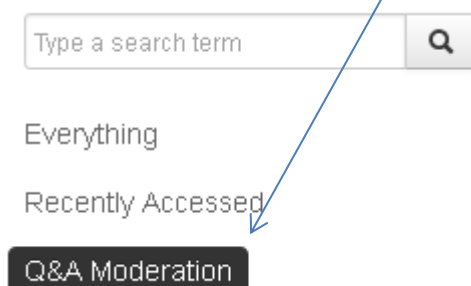 Type a search term
Everything
Recently Accessed
Q&A Moderation